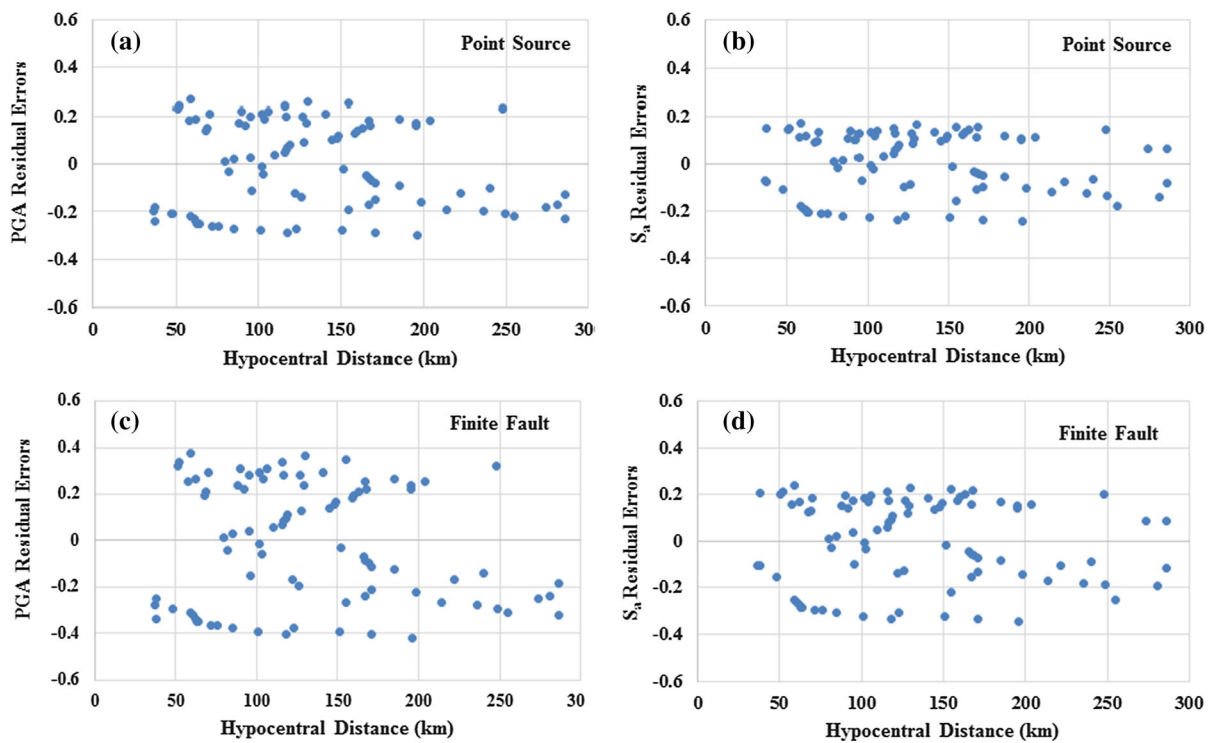 (a) Point Source
PGA Residual Errors
0.6
0.4
0.2
0
-0.2
-0.4
-0.6
0 50 100 150 200 250 30
Hypocentral Distance (km)
(b) Point Source
Sa Residual Errors
0.6
0.4
0.2
0
-0.2
-0.4
-0.6
0 50 100 150 200 250 300
Hypocentral Distance (km)
(c) Finite Fault
PGA Residual Errors
0.6
0.4
0.2
0
-0.2
-0.4
-0.6
0 50 100 150 200 250 30
Hypocentral Distance (km)
(d) Finite Fault
Sa Residual Errors
0.6
0.4
0.2
0
-0.2
-0.4
-0.6
0 50 100 150 200 250 300
Hypocentral Distance (km)